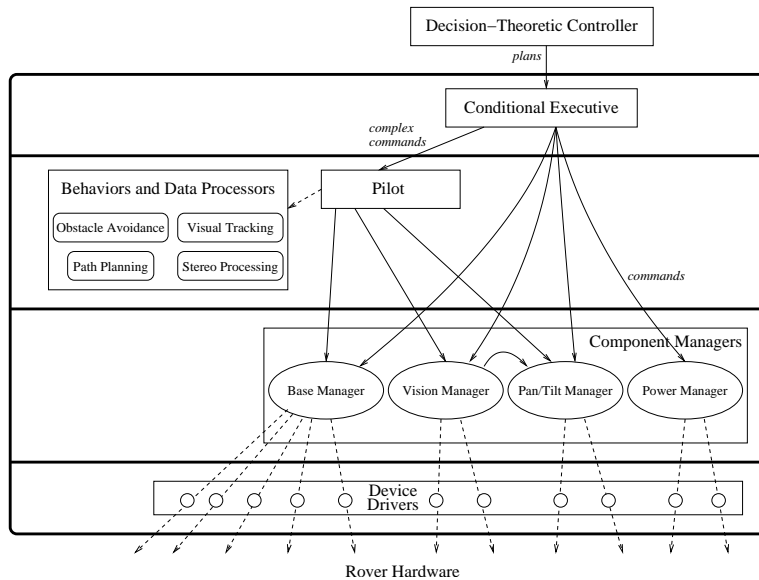 Decision–Theoretic Controller
plans
Conditional Executive
complex
commands
Behaviors and Data Processors
Pilot
Obstacle Avoidance
Visual Tracking
Path Planning
Stereo Processing
commands
Component Managers
Base Manager
Vision Manager
Pan/Tilt Manager
Power Manager
Device
Drivers
Rover Hardware